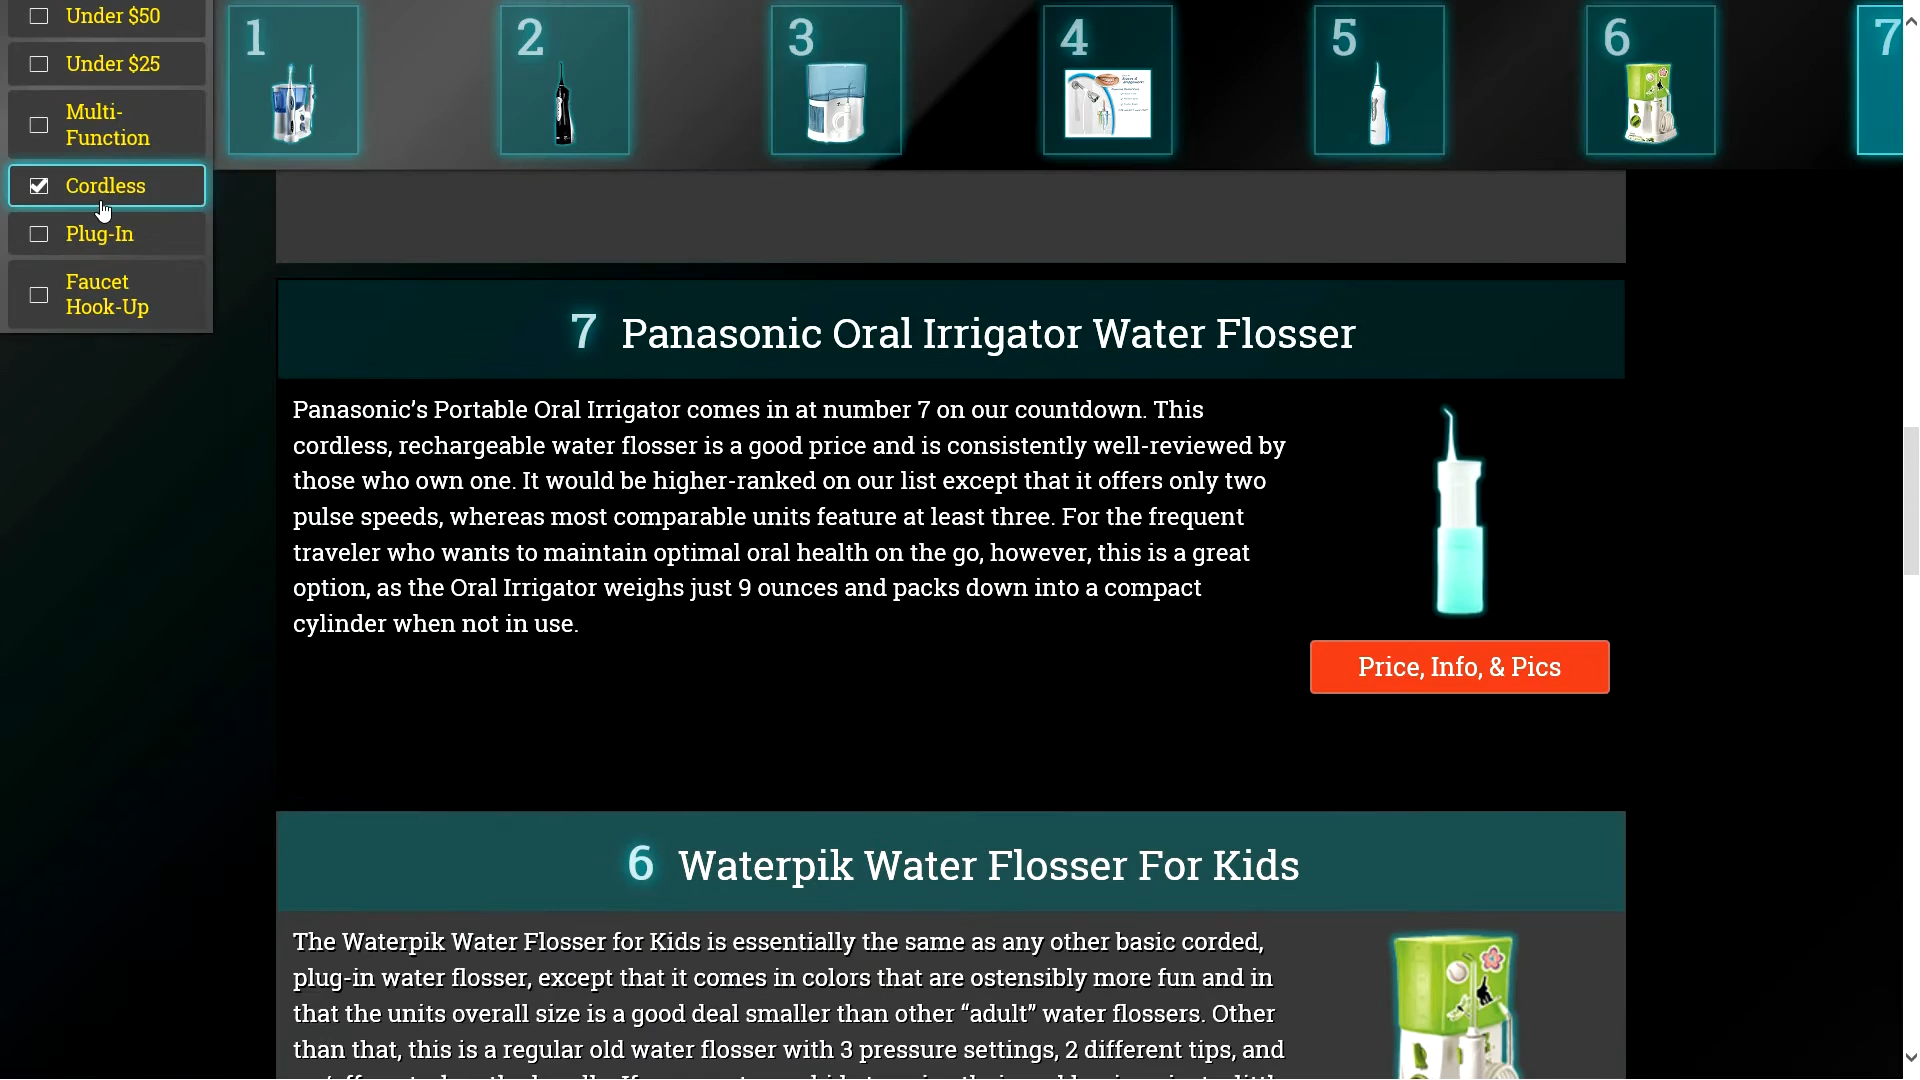 Under $50
Under $25
Multi-
Function
Cordless
Plug-In
Faucet
Hook-Up
1
2
3
4
5
6
7
7 Panasonic Oral Irrigator Water Flosser
Panasonic’s Portable Oral Irrigator comes in at number 7 on our countdown. This
cordless, rechargeable water flosser is a good price and is consistently well-reviewed by
those who own one. It would be higher-ranked on our list except that it offers only two
pulse speeds, whereas most comparable units feature at least three. For the frequent
traveler who wants to maintain optimal oral health on the go, however, this is a great
option, as the Oral Irrigator weighs just 9 ounces and packs down into a compact
cylinder when not in use.
Price, Info, & Pics
6 Waterpik Water Flosser For Kids
The Waterpik Water Flosser for Kids is essentially the same as any other basic corded,
plug-in water flosser, except that it comes in colors that are ostensibly more fun and in
that the units overall size is a good deal smaller than other “adult” water flossers. Other
than that, this is a regular old water flosser with 3 pressure settings, 2 different tips, and